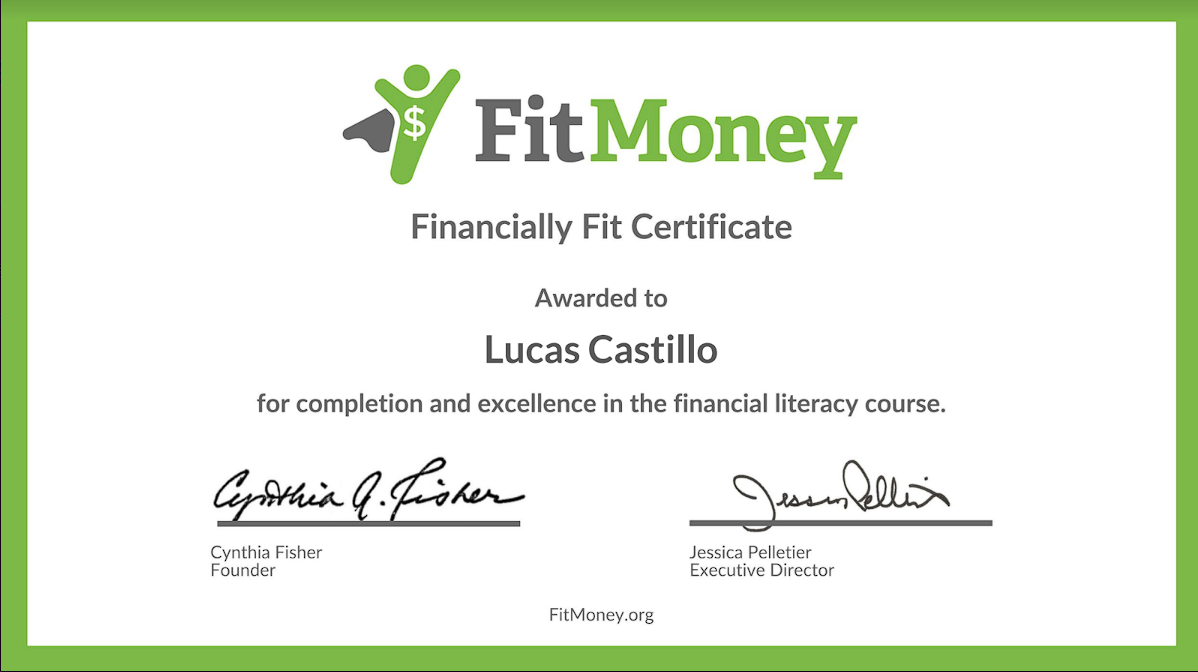 $
FitMoney
Financially Fit Certificate
Awarded to
Lucas Castillo
for completion and excellence in the financial literacy course.
Cynthia A. Fisher
Jessica Pelletier
Cynthia Fisher
Jessica Pelletier
Founder
Executive Director
FitMoney.org